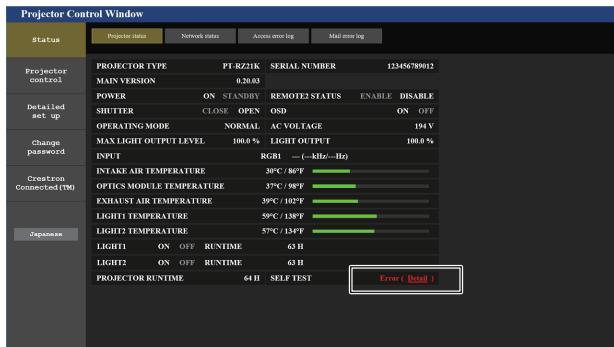 Projector Control Window
Status
Projector control
Detailed set up
Change password
Crestron Connected(TM)
Japanese
Projector status Network status Access error log Mail error log
PROJECTOR TYPE PT-RZ21K SERIAL NUMBER 123456789012
MAIN VERSION 0.20.03
POWER ON STANDBY REMOTE2 STATUS ENABLE DISABLE
SHUTTER CLOSE OPEN OSD ON OFF
OPERATING MODE NORMAL AC VOLTAGE 194 V
MAX LIGHT OUTPUT LEVEL 100.0 % LIGHT OUTPUT 100.0 %
INPUT RGB1 --- (---kHz/---Hz)
INTAKE AIR TEMPERATURE 30°C / 86°F
OPTICS MODULE TEMPERATURE 37°C / 98°F
EXHAUST AIR TEMPERATURE 39°C / 102°F
LIGHT1 TEMPERATURE 59°C / 138°F
LIGHT2 TEMPERATURE 57°C / 134°F
LIGHT1 ON OFF RUNTIME 63 H
LIGHT2 ON OFF RUNTIME 63 H
PROJECTOR RUNTIME 64 H SELF TEST Error ( Detail )